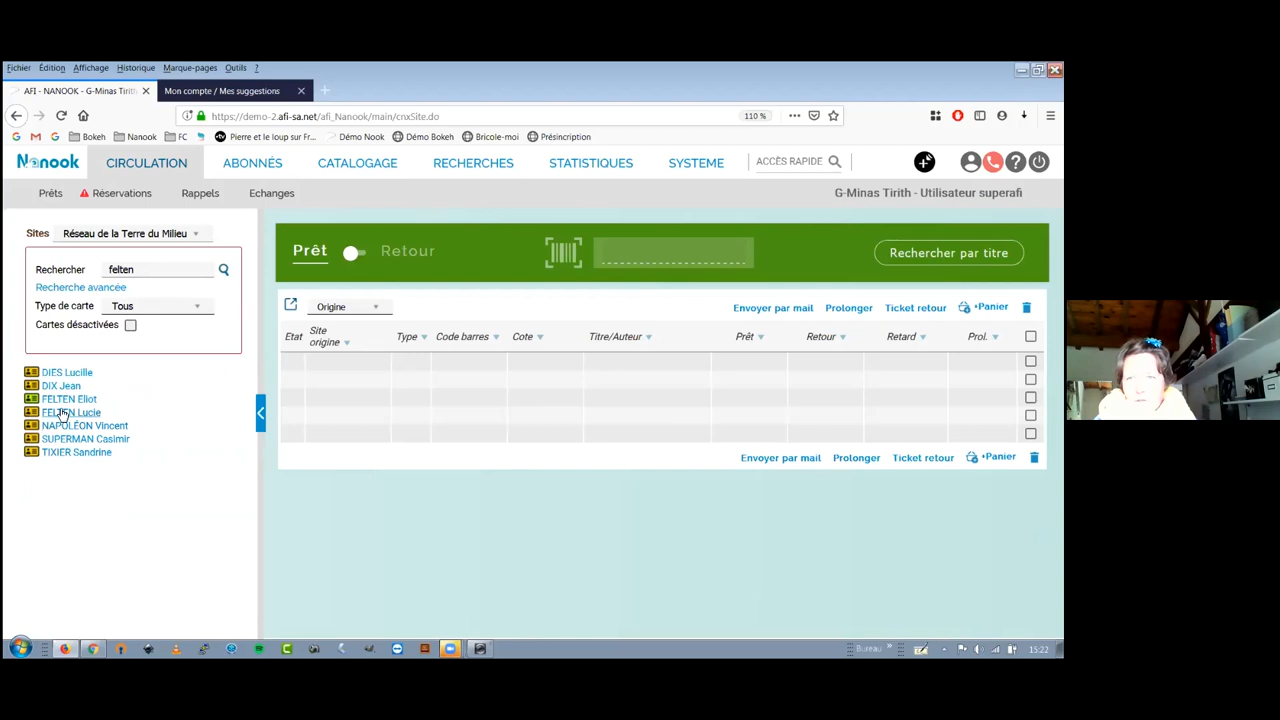 Fichier Édition Affichage Historique Marque-pages Outils ?
AFI - NANOOK - G-Minas Tirith Mon compte / Mes suggestions
https://demo-2.afi-sa.net/afi_Nanook/main/cnxSite.do 110 %
Bokeh Nanook FC Pierre et le loup sur Fr... Démo Nook Démo Bokeh Bricole-moi Présincription
Nanook CIRCULATION ABONNÉS CATALOGAGE RECHERCHES STATISTIQUES SYSTEME ACCÈS RAPIDE
Prêts Réservations Rappels Echanges G-Minas Tirith - Utilisateur superafi
Sites Réseau de la Terre du Milieu
Rechercher felten
Recherche avancée
Type de carte Tous
Cartes désactivées
DIES Lucille
DIX Jean
FELTEN Eliot
FELTEN Lucie
NAPOLÉON Vincent
SUPERMAN Casimir
TIXIER Sandrine
Prêt Retour Rechercher par titre
Origine Envoyer par mail Prolonger Ticket retour +Panier
Etat Site origine Type Code barres Cote Titre/Auteur Prêt Retour Retard Prol.
Envoyer par mail Prolonger Ticket retour +Panier
Bureau » 15:22